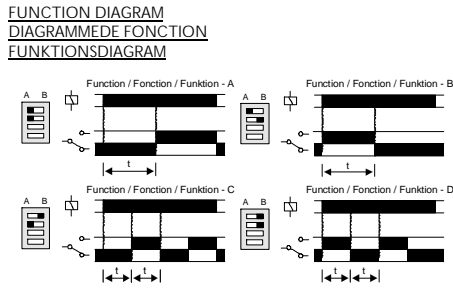 FUNCTION DIAGRAM
DIAGRAMMEDE FONCTION
FUNKTIONSDIAGRAM
Function / Fonction / Funktion - A
A B
t
Function / Fonction / Funktion - B
A B
t
Function / Fonction / Funktion - C
A B
t t
Function / Fonction / Funktion - D
A B
t t